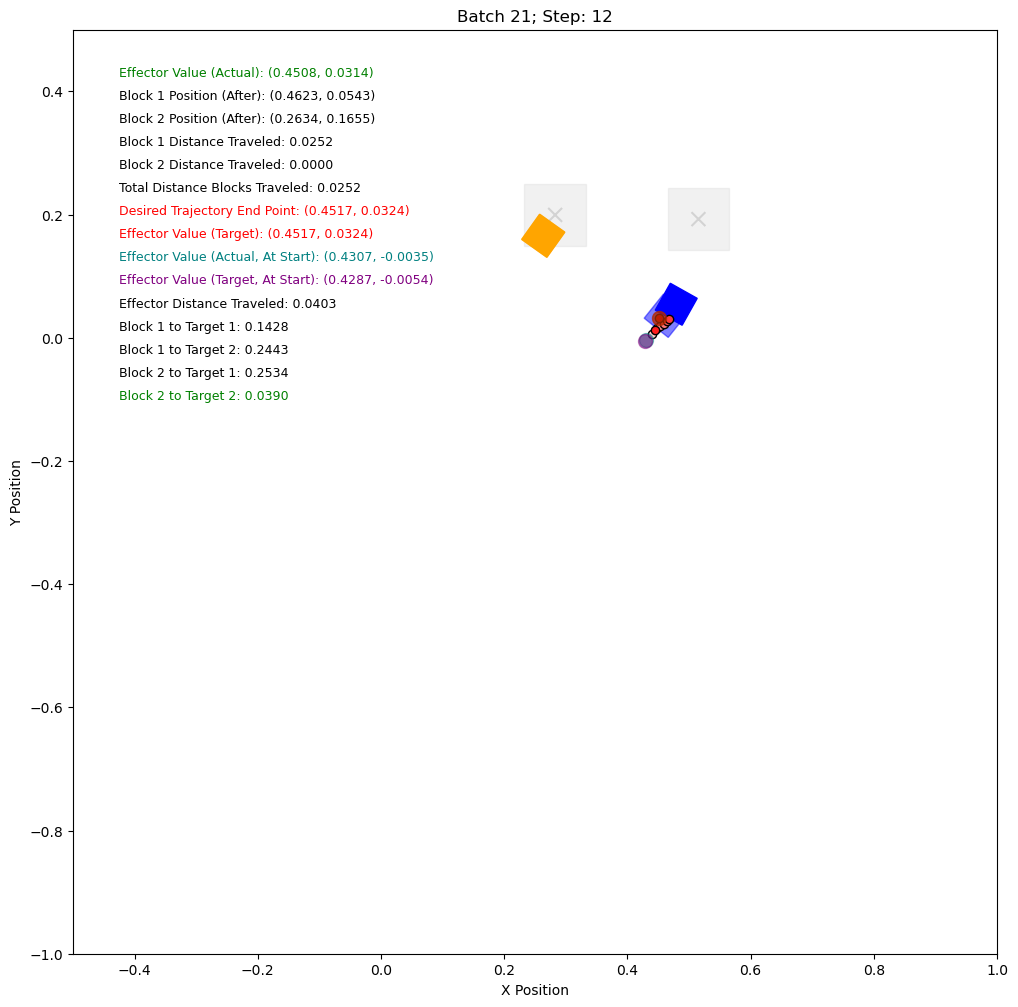 Batch 21; Step: 12
Effector Value (Actual): (0.4508, 0.0314)
Block 1 Position (After): (0.4623, 0.0543)
Block 2 Position (After): (0.2634, 0.1655)
Block 1 Distance Traveled: 0.0252
Block 2 Distance Traveled: 0.0000
Total Distance Blocks Traveled: 0.0252
Desired Trajectory End Point: (0.4517, 0.0324)
Effector Value (Target): (0.4517, 0.0324)
Effector Value (Actual, At Start): (0.4307, -0.0035)
Effector Value (Target, At Start): (0.4287, -0.0054)
Effector Distance Traveled: 0.0403
Block 1 to Target 1: 0.1428
Block 1 to Target 2: 0.2443
Block 2 to Target 1: 0.2534
Block 2 to Target 2: 0.0390
Y Position
0.4
0.2
0.0
−0.2
−0.4
−0.6
−0.8
−1.0
−0.4
−0.2
0.0
0.2
0.4
0.6
0.8
1.0
X Position